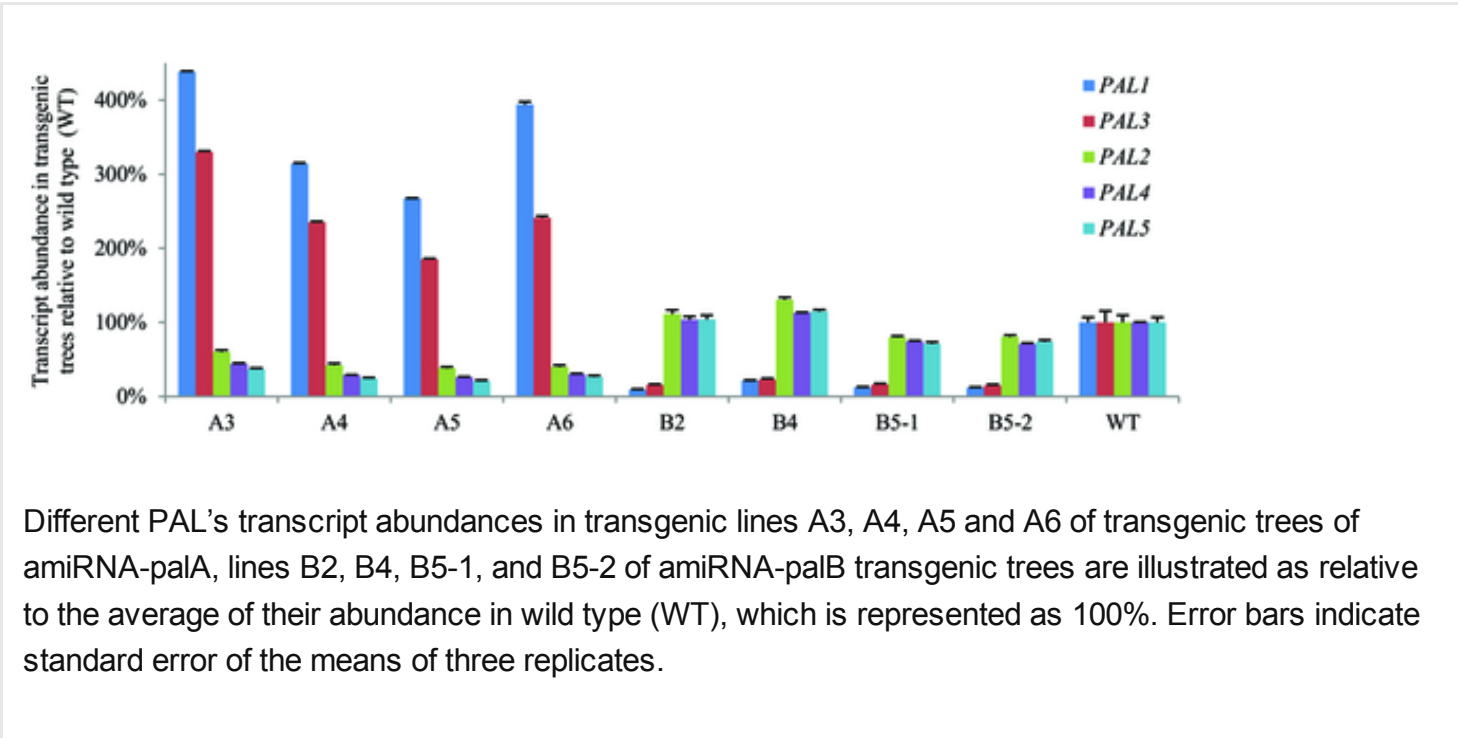 Transcript abundance in transgenic
trees relative to wild type (WT)
400%
300%
200%
100%
0%
A3 A4 A5 A6 B2 B4 B5-1 B5-2 WT
PAL1
PAL3
PAL2
PAL4
PAL5
Different PAL's transcript abundances in transgenic lines A3, A4, A5 and A6 of transgenic trees of
amiRNA-palA, lines B2, B4, B5-1, and B5-2 of amiRNA-palB transgenic trees are illustrated as relative
to the average of their abundance in wild type (WT), which is represented as 100%. Error bars indicate
standard error of the means of three replicates.